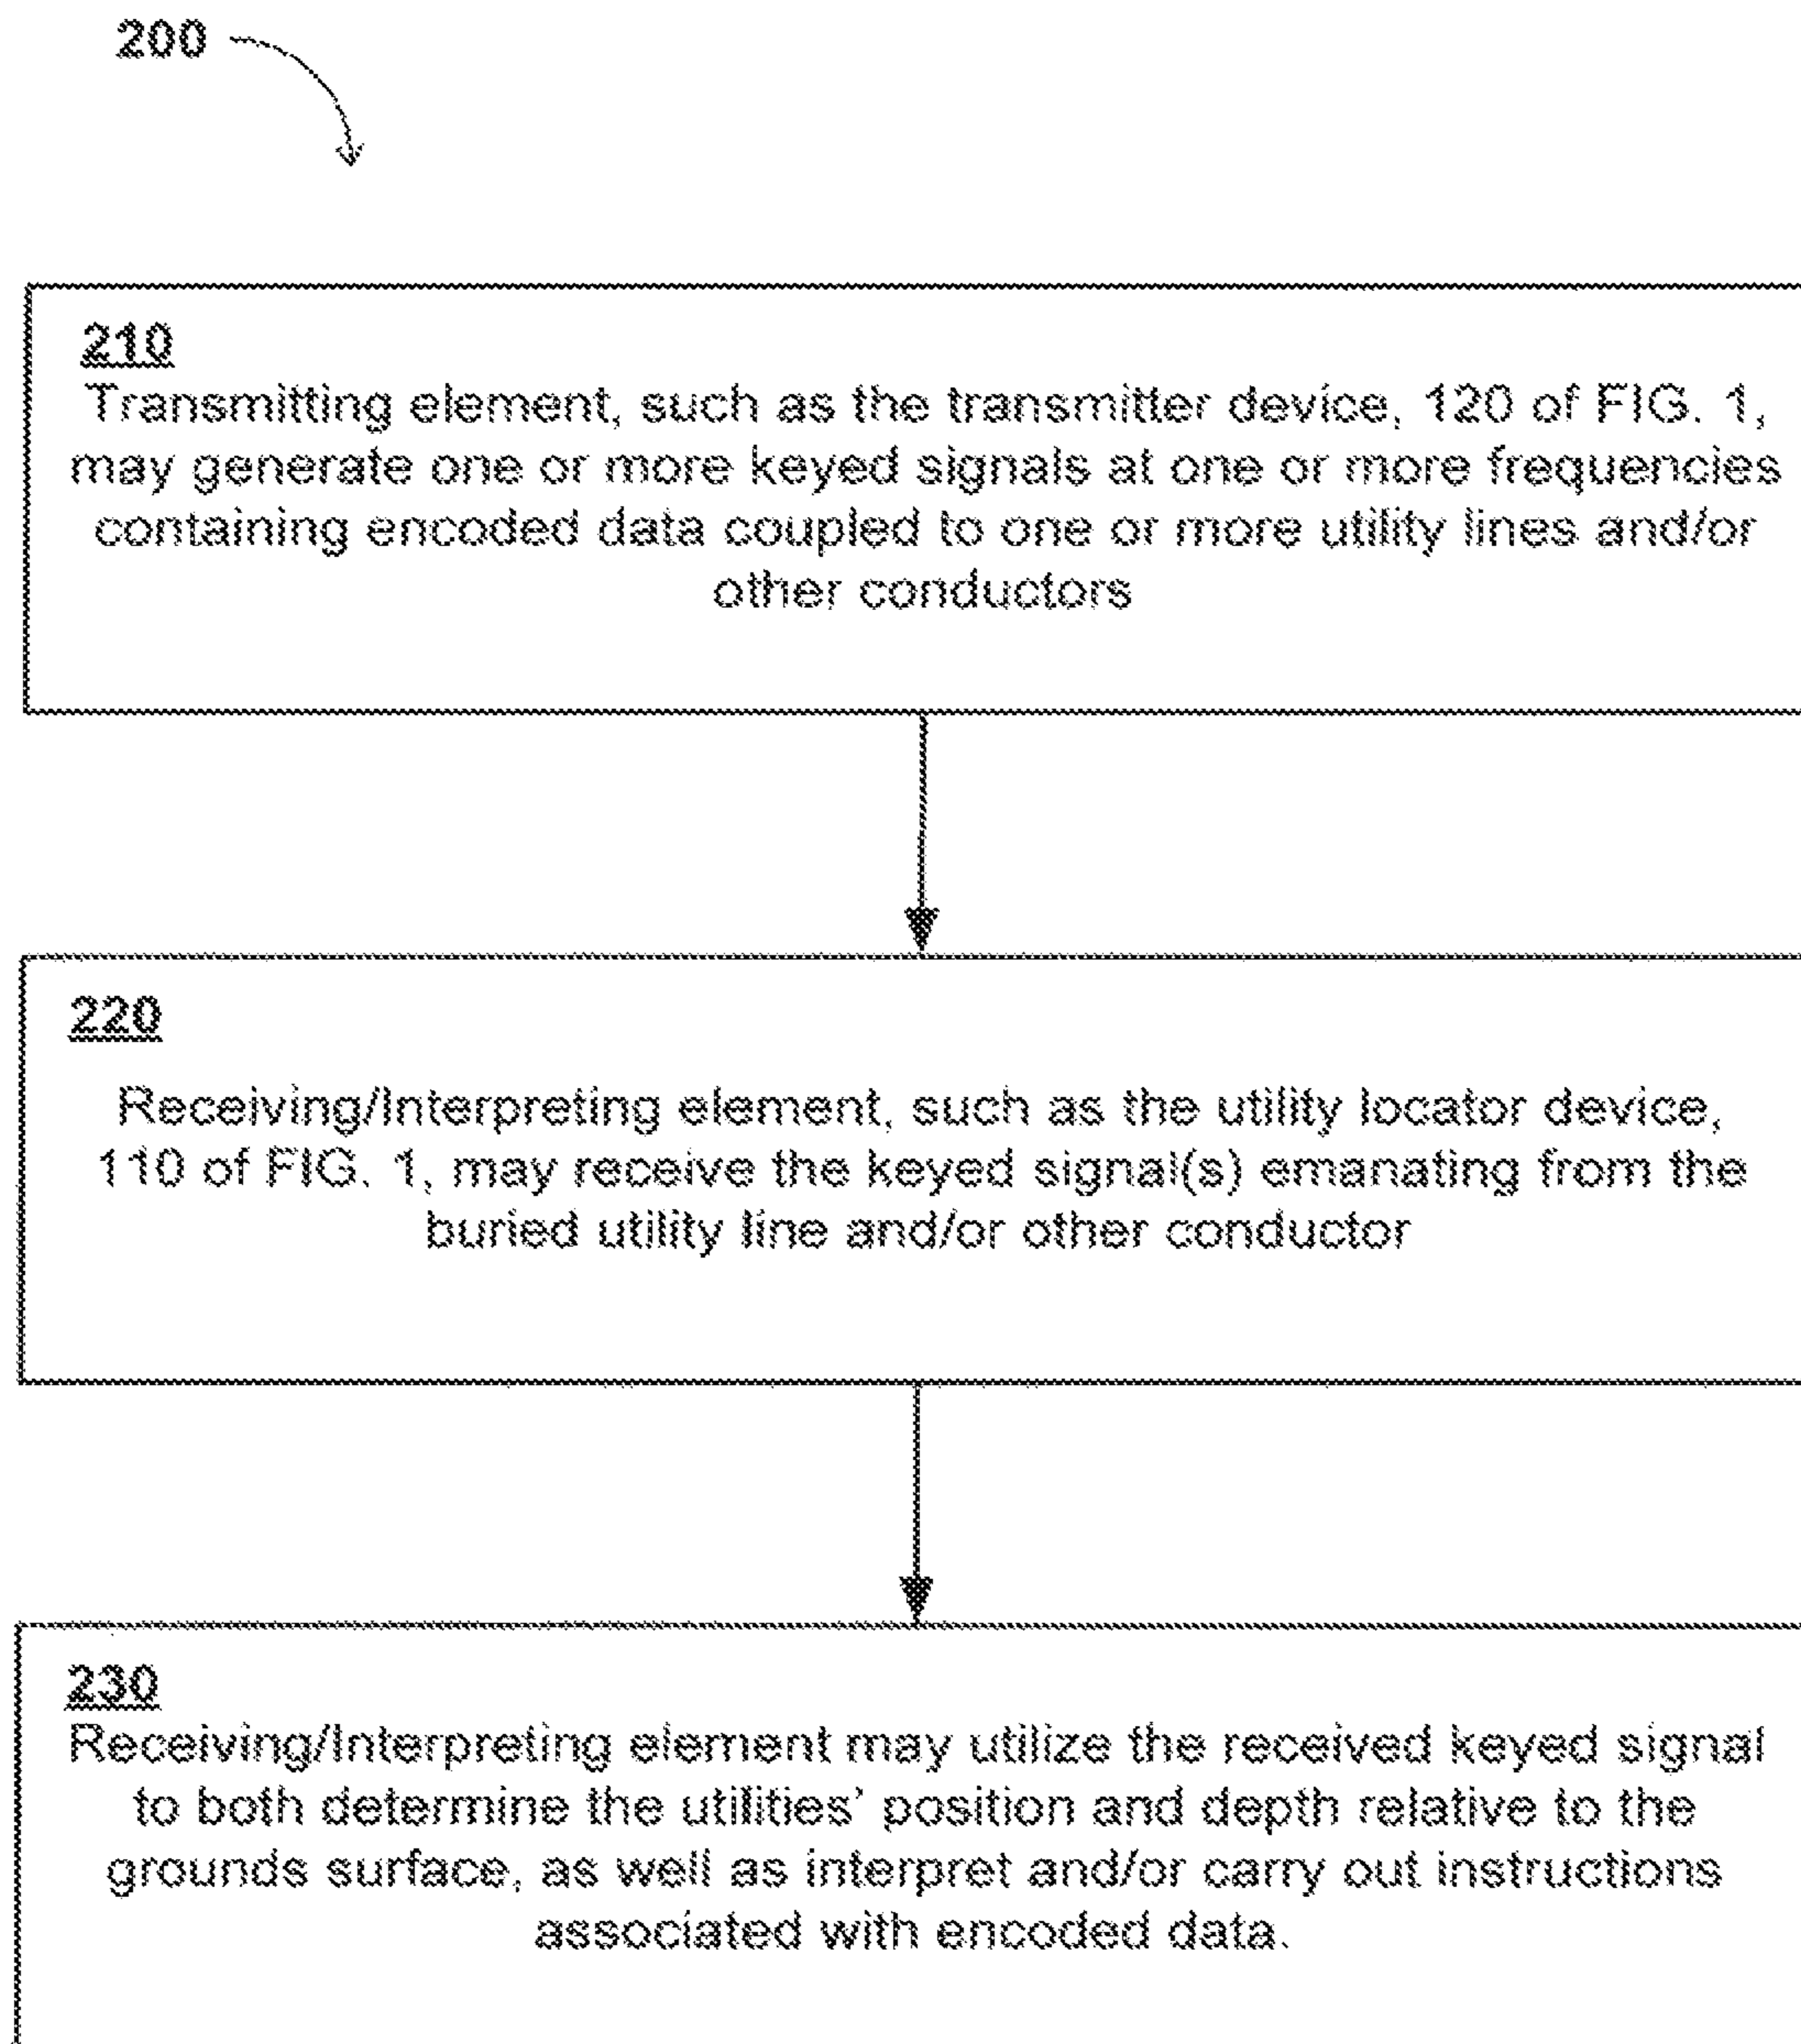 200
210
Transmitting element, such as the transmitter device, 120 of FIG. 1,
may generate one or more keyed signals at one or more frequencies
containing encoded data coupled to one or more utility lines and/or
other conductors
220
Receiving/Interpreting element, such as the utility locator device,
110 of FIG. 1, may receive the keyed signal(s) emanating from the
buried utility line and/or other conductor
230
Receiving/Interpreting element may utilize the received keyed signal
to both determine the utilities’ position and depth relative to the
grounds surface, as well as interpret and/or carry out instructions
associated with encoded data.